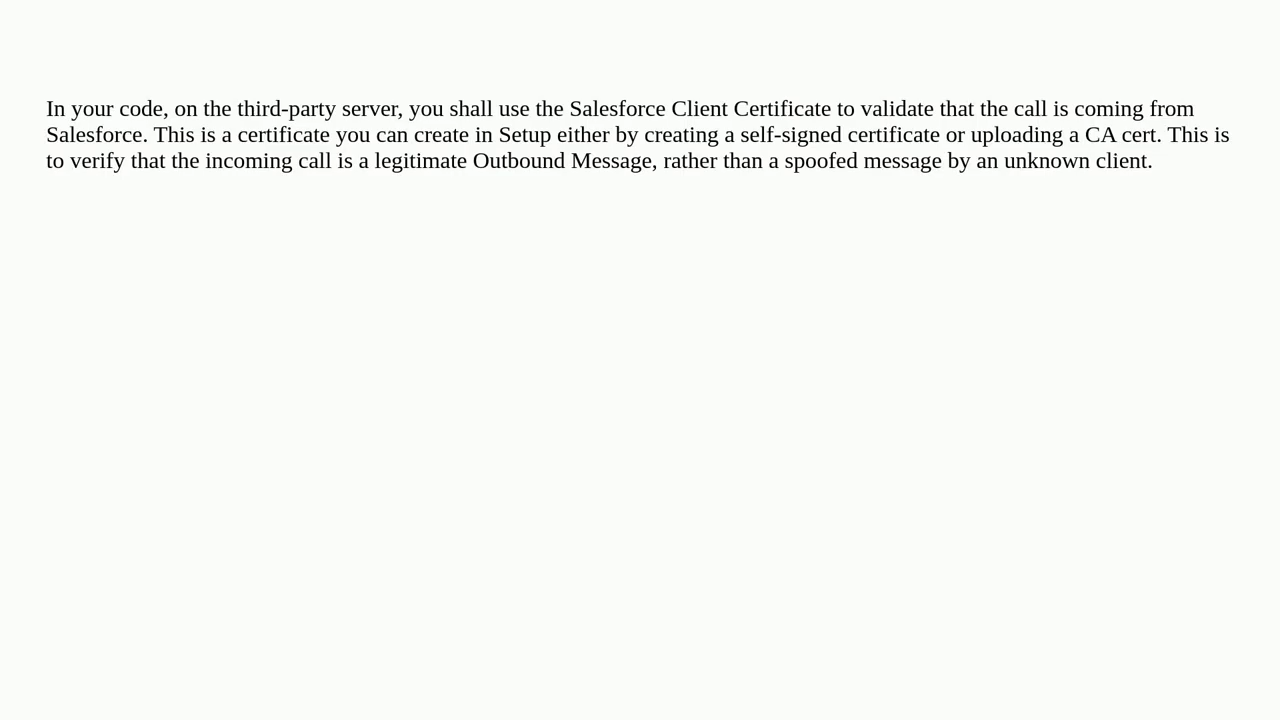 In your code, on the third-party server, you shall use the Salesforce Client Certificate to validate that the call is coming from
Salesforce. This is a certificate you can create in Setup either by creating a self-signed certificate or uploading a CA cert. This is
to verify that the incoming call is a legitimate Outbound Message, rather than a spoofed message by an unknown client.